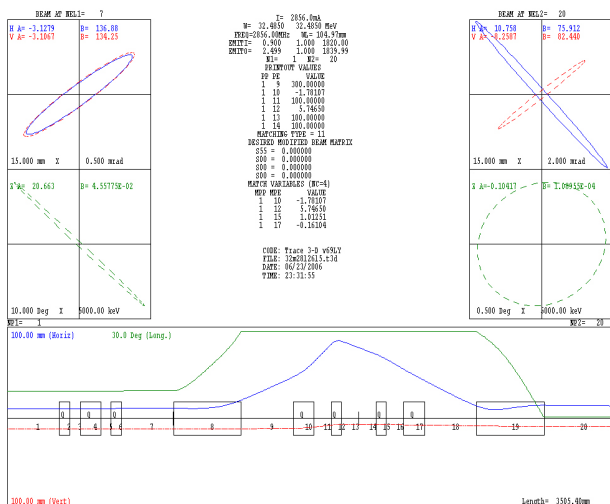 BEAM AT NEL1= 7
H A= -3.1279 B= 136.88
V A= -3.1067 B= 134.25
15.000 mm X 0.500 mrad
Z A= 20.663 B= 4.55775E-02
10.000 Deg X 5000.00 keV
NP1= 1
I= 2856.0mA
W= 32.4850 32.4850 MeV
FREQ=2856.00MHz WL= 104.97mm
EMITI= 0.900 1.000 1820.00
EMITO= 2.499 1.000 1839.99
N1= 1 N2= 20
PRINTOUT VALUES
PP PE VALUE
1 9 300.00000
1 10 -1.78107
1 11 100.00000
1 12 5.74650
1 13 100.00000
1 14 100.00000
MATCHING TYPE = 11
DESIRED MODIFIED BEAM MATRIX
S55 = 0.000000
S00 = 0.000000
S00 = 0.000000
S00 = 0.000000
MATCH VARIABLES (NC=4)
MPP MPE VALUE
1 10 -1.78107
1 12 5.74650
1 15 1.01251
1 17 -0.16104
CODE: Trace 3-D v69LY
FILE: 32m2812615.t3d
DATE: 06/23/2006
TIME: 23:31:55
BEAM AT NEL2= 20
H A= 10.758 B= 75.912
V A=-0.2587 B= 82.440
15.000 mm X 2.000 mrad
Z A=-0.10417 B= 1.08955E-04
0.500 Deg X 5000.00 keV
NP2= 20
100.00 mm (Horiz) 30.0 Deg (Long.)
Q Q Q Q Q Q Q
1 2 3 4 5 6 7 8 9 10 11 12 13 14 15 16 17 18 19 20
100.00 mm (Vert) Length= 3505.40mm